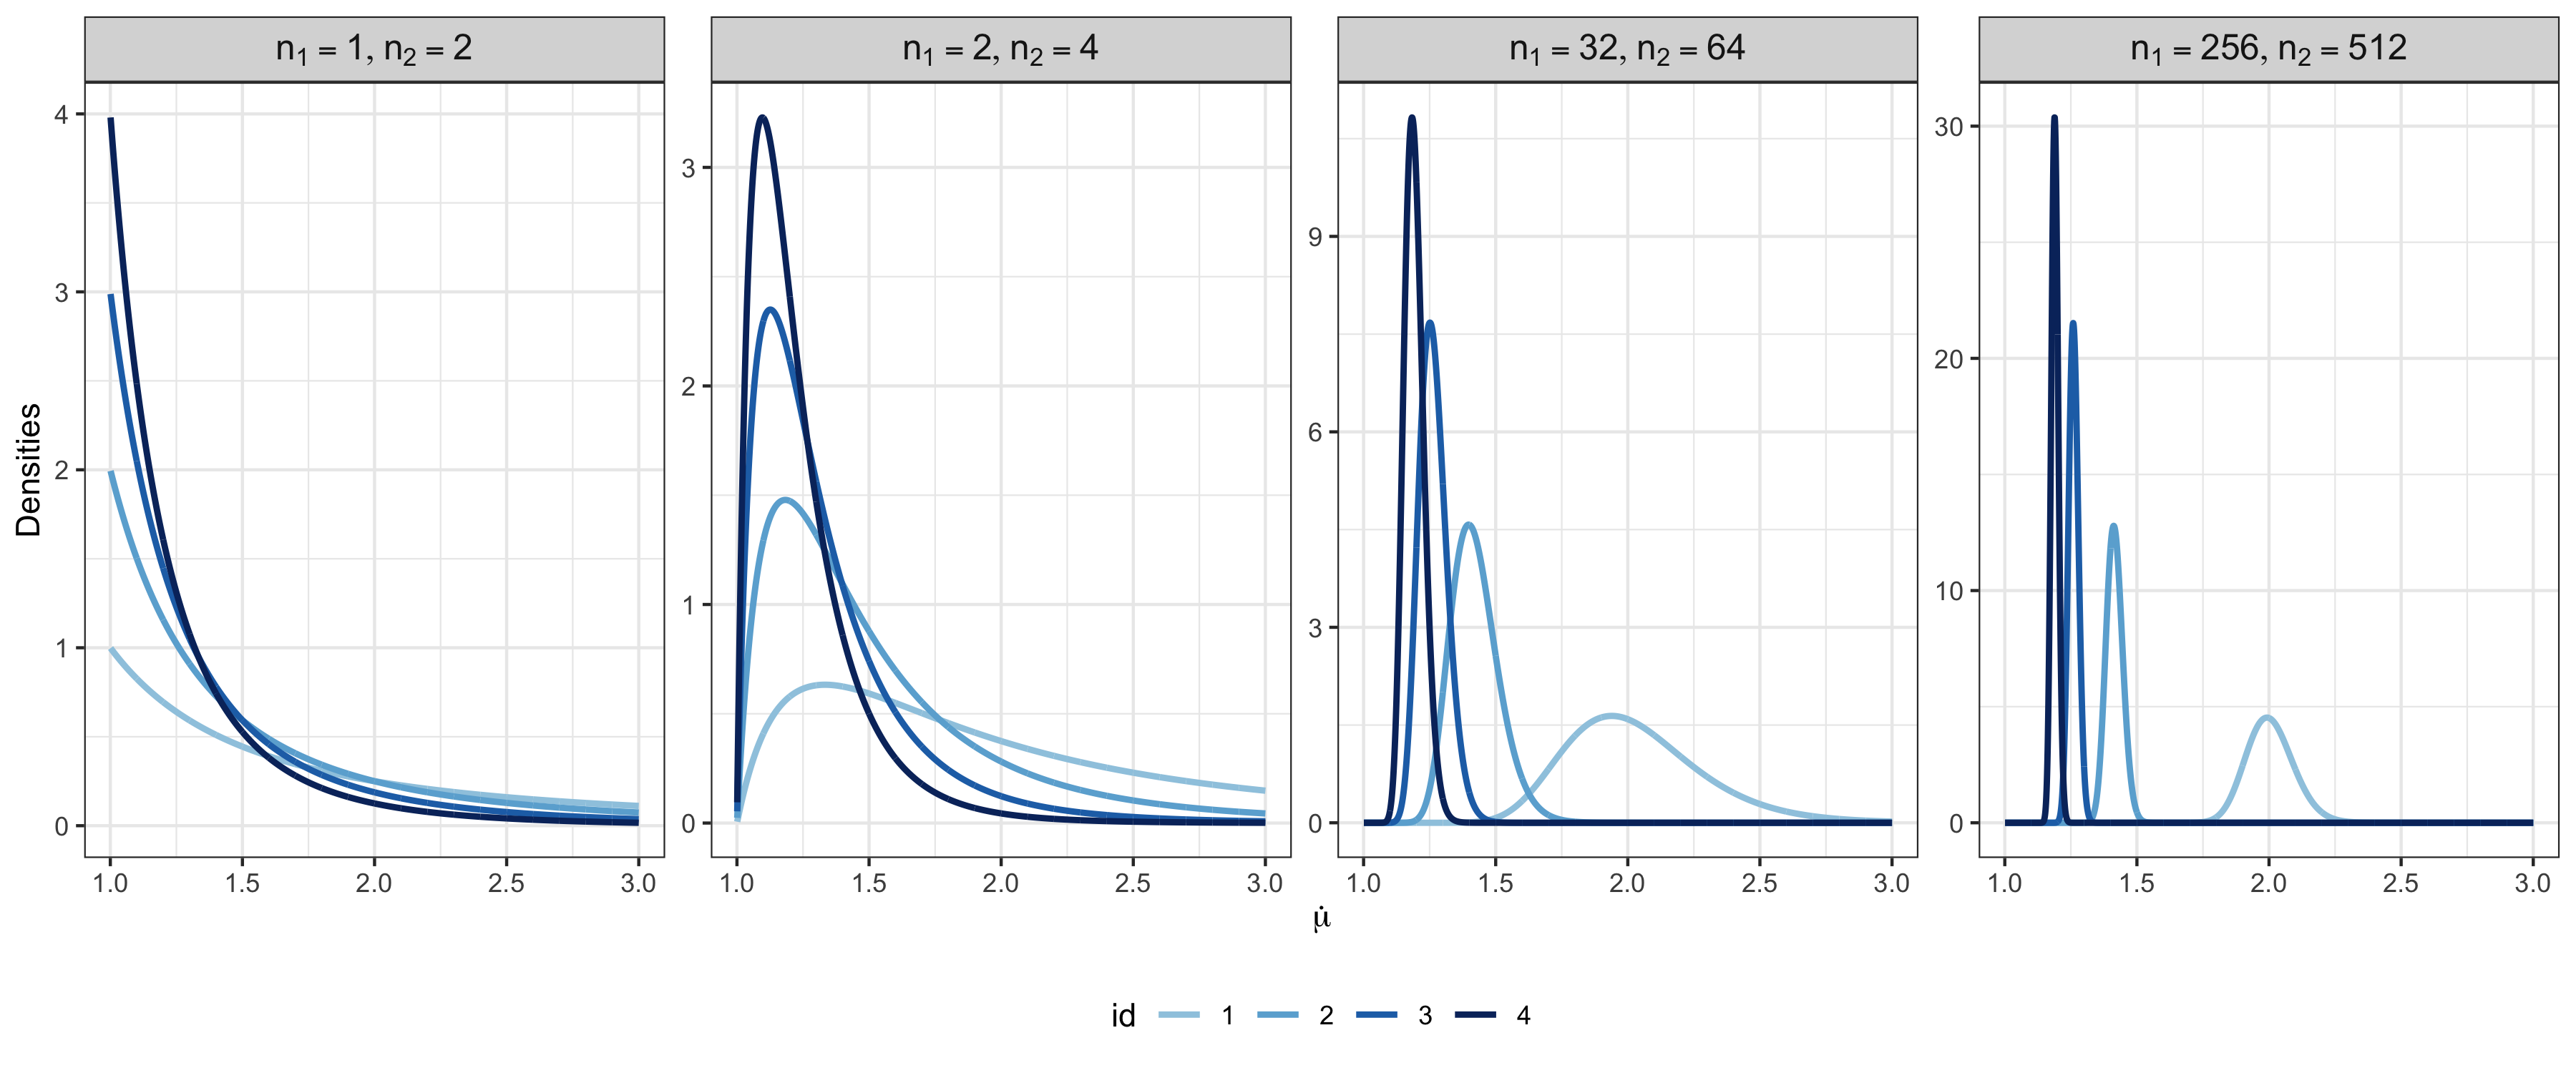 n₁ = 1, n₂ = 2
n₁ = 2, n₂ = 4
n₁ = 32, n₂ = 64
n₁ = 256, n₂ = 512
Densities
4
3
2
1
0
3
2
1
0
9
6
3
0
30
20
10
0
1.0 1.5 2.0 2.5 3.0
1.0 1.5 2.0 2.5 3.0
1.0 1.5 2.0 2.5 3.0
1.0 1.5 2.0 2.5 3.0
μ̇
id 1 2 3 4